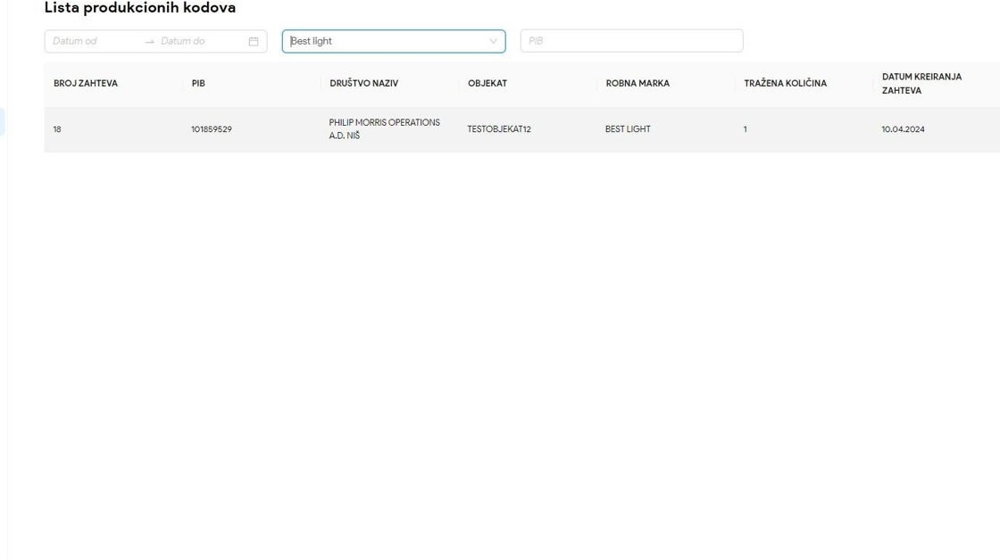 Lista produkcionih kodova
Datum od → Datum do
Best light
PIB
BROJ ZAHTEVA
PIB
DRUŠTVO NAZIV
OBJEKAT
ROBNA MARKA
TRAŽENA KOLIČINA
DATUM KREIRANJA
ZAHTEVA
18
101859529
PHILIP MORRIS OPERATIONS
A.D. NIŠ
TESTOBJEKAT12
BEST LIGHT
1
10.04.2024